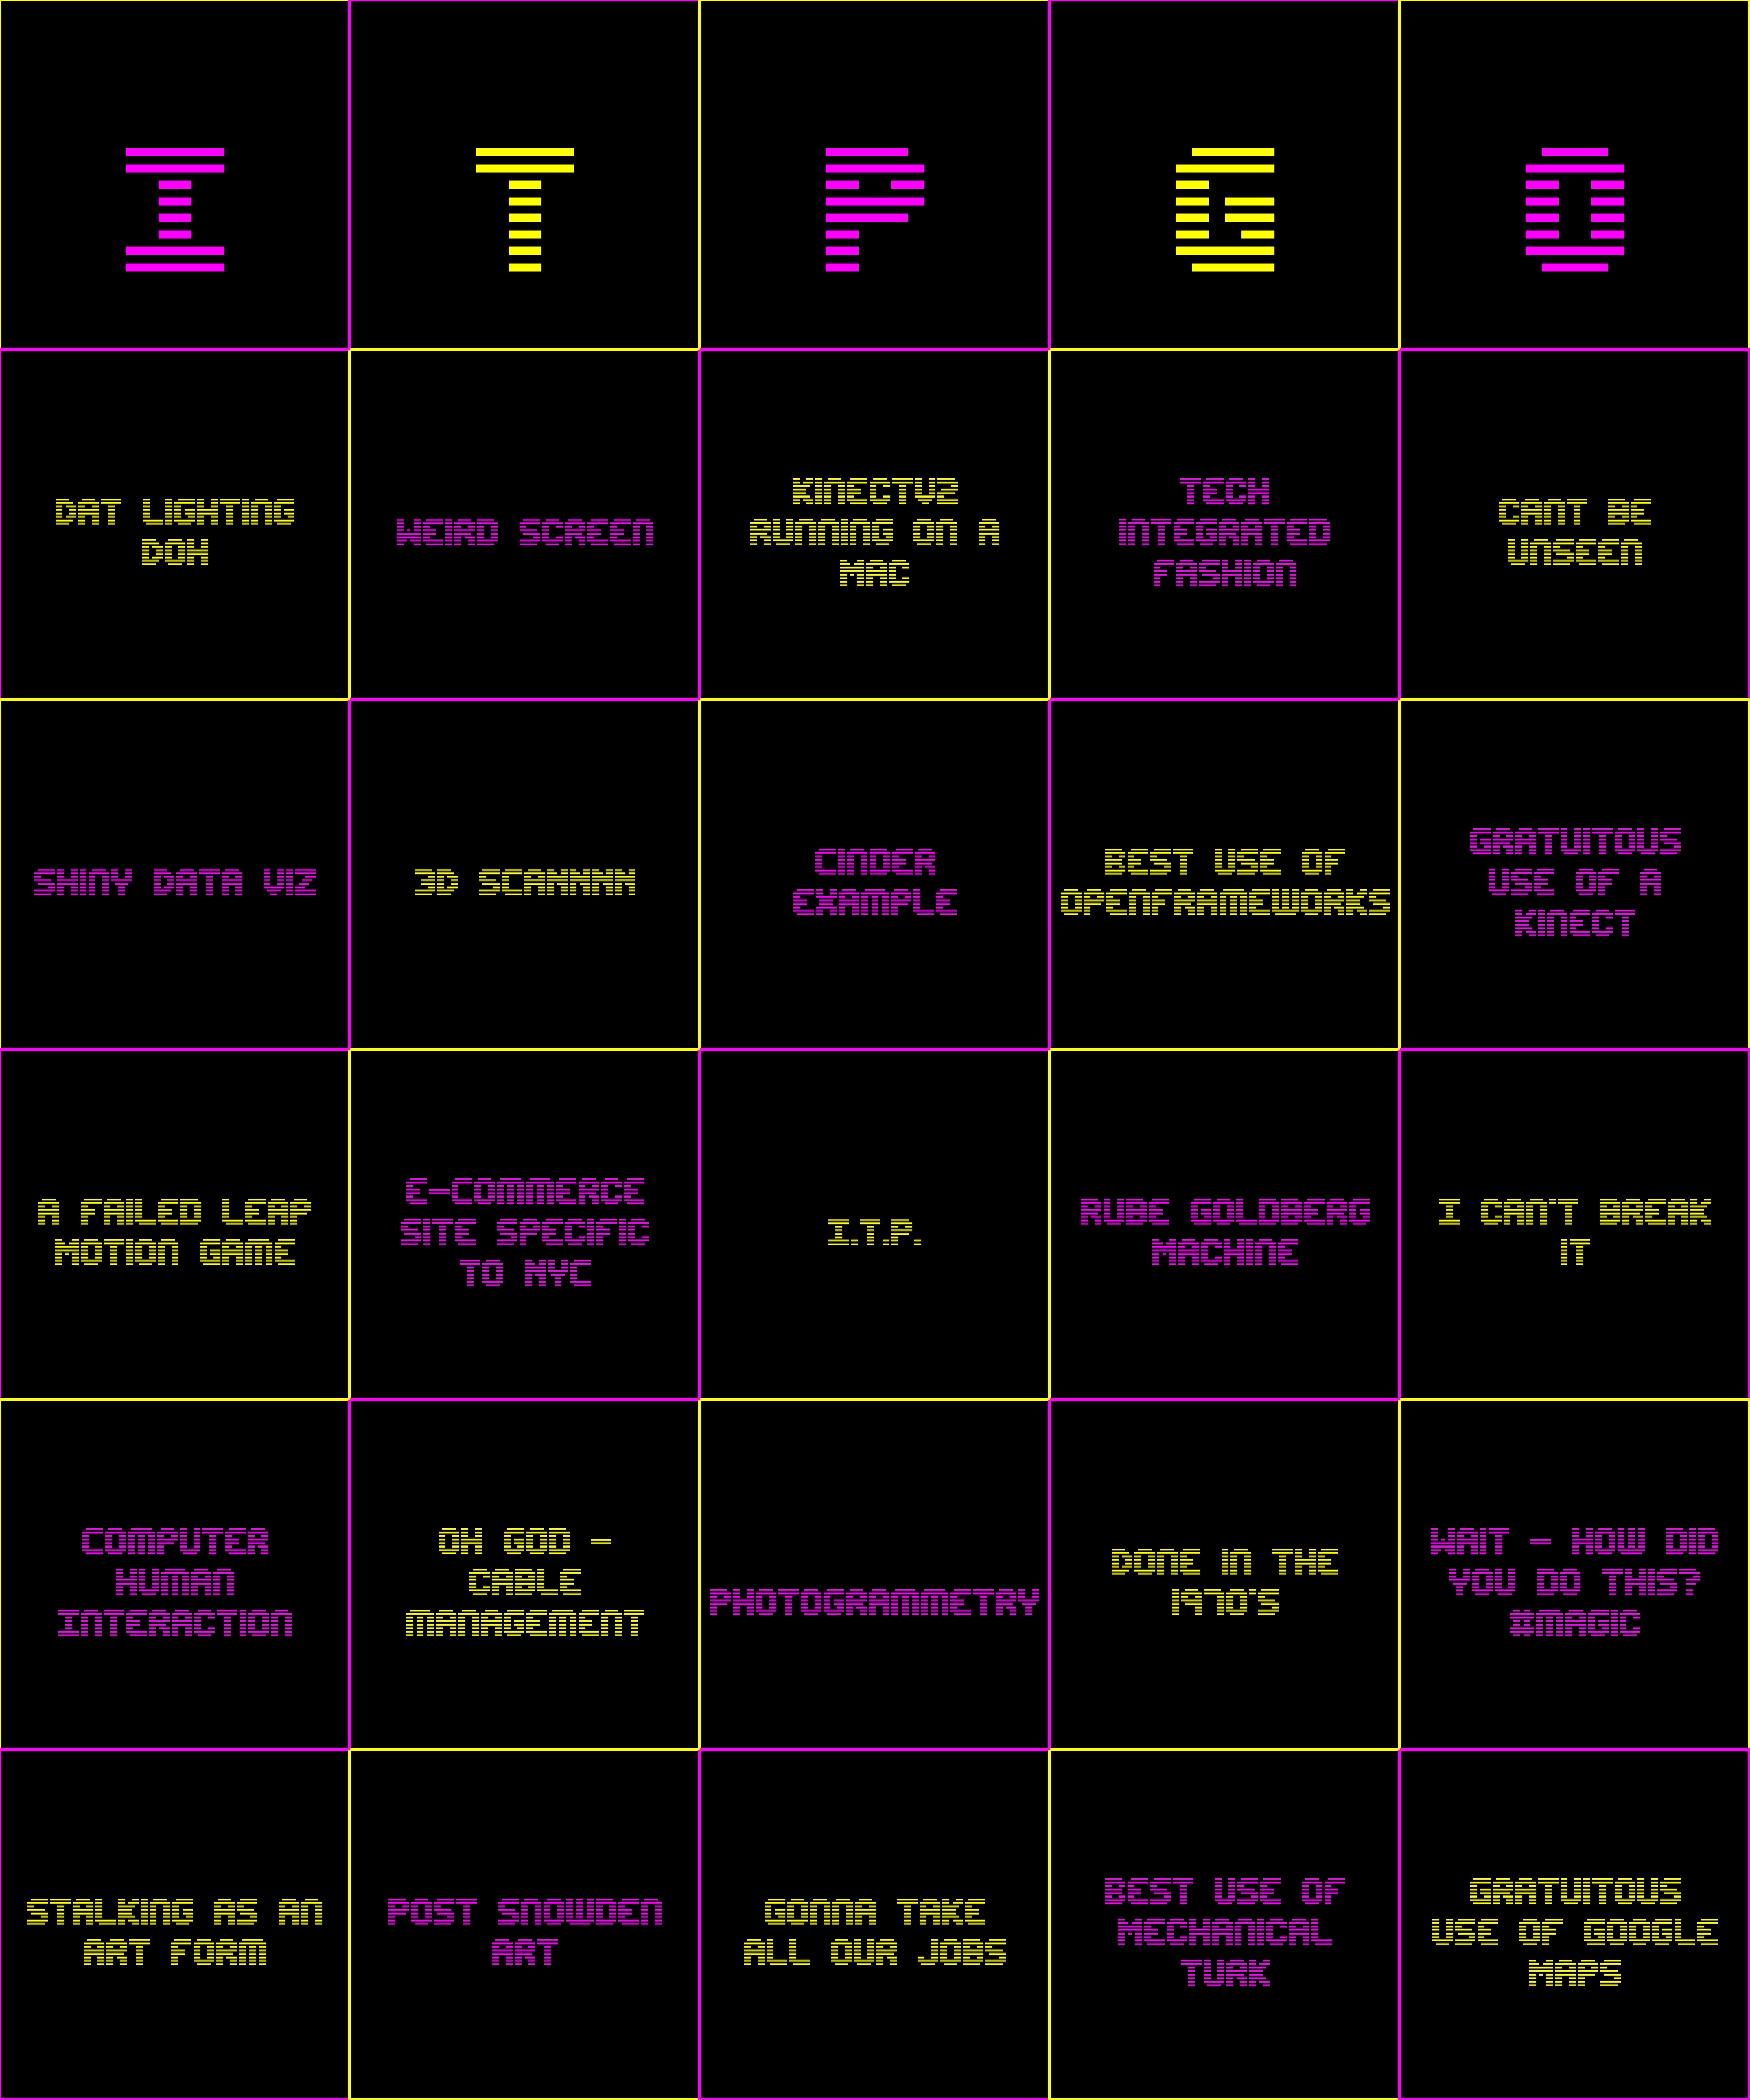 I
T
P
G
O
DAT LIGHTING
DOH
WEIRD SCREEN
KINECTV2
RUNNING ON A
MAC
TECH
INTEGRATED
FASHION
CANT BE
UNSEEN
SHINY DATA VIZ
3D SCANNNN
CINDER
EXAMPLE
BEST USE OF
OPENFRAMEWORKS
GRATUITOUS
USE OF A
KINECT
A FAILED LEAP
MOTION GAME
E-COMMERCE
SITE SPECIFIC
TO NYC
I.T.P.
RUBE GOLDBERG
MACHINE
I CAN'T BREAK
IT
COMPUTER
HUMAN
INTERACTION
OH GOD -
CABLE
MANAGEMENT
PHOTOGRAMMETRY
DONE IN THE
1970'S
WAIT - HOW DID
YOU DO THIS?
#MAGIC
STALKING AS AN
ART FORM
POST SNOWDEN
ART
GONNA TAKE
ALL OUR JOBS
BEST USE OF
MECHANICAL
TURK
GRATUITOUS
USE OF GOOGLE
MAPS